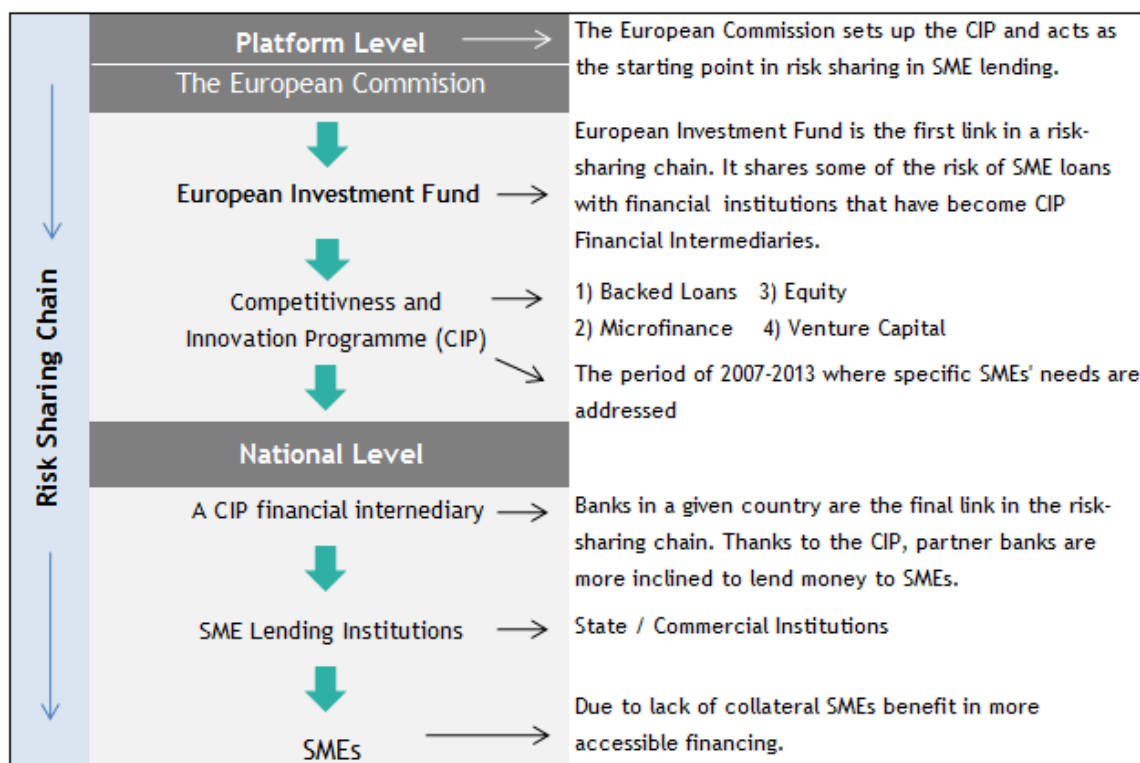 Risk Sharing Chain
Platform Level
The European Commision
The European Commission sets up the CIP and acts as
the starting point in risk sharing in SME lending.
European Investment Fund
European Investment Fund is the first link in a risk-
sharing chain. It shares some of the risk of SME loans
with financial institutions that have become CIP
Financial Intermediaries.
Competitivness and
Innovation Programme (CIP)
1) Backed Loans 3) Equity
2) Microfinance 4) Venture Capital
The period of 2007-2013 where specific SMEs' needs are
addressed
National Level
A CIP financial internediary
Banks in a given country are the final link in the risk-
sharing chain. Thanks to the CIP, partner banks are
more inclined to lend money to SMEs.
SME Lending Institutions
State / Commercial Institutions
SMEs
Due to lack of collateral SMEs benefit in more
accessible financing.